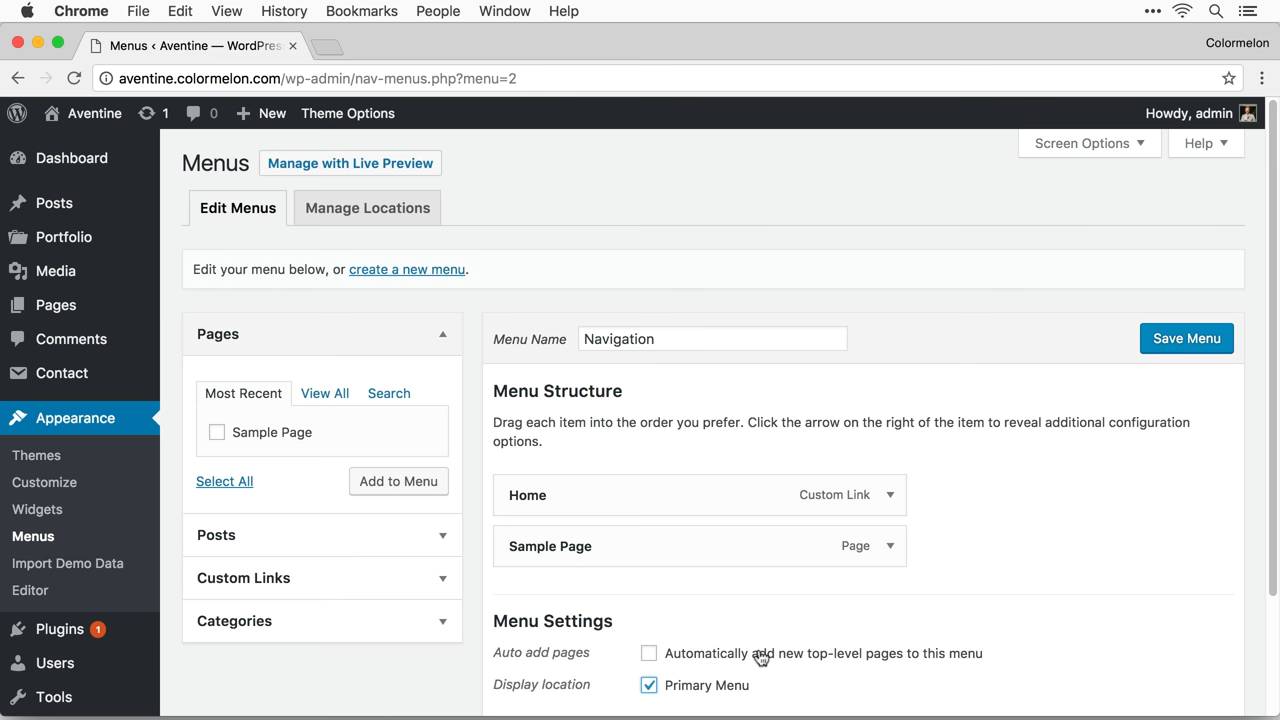 Chrome File Edit View History Bookmarks People Window Help
Menus ‹ Aventine — WordPres
Colormelon
aventine.colormelon.com/wp-admin/nav-menus.php?menu=2
Aventine 1 0 New Theme Options Howdy, admin
Screen Options Help
Dashboard
Posts
Portfolio
Media
Pages
Comments
Contact
Appearance
Themes
Customize
Widgets
Menus
Import Demo Data
Editor
Plugins 1
Users
Tools
Menus Manage with Live Preview
Edit Menus Manage Locations
Edit your menu below, or create a new menu.
Pages
Most Recent View All Search
Sample Page
Select All Add to Menu
Posts
Custom Links
Categories
Menu Name Navigation Save Menu
Menu Structure
Drag each item into the order you prefer. Click the arrow on the right of the item to reveal additional configuration
options.
Home Custom Link
Sample Page Page
Menu Settings
Auto add pages Automatically add new top-level pages to this menu
Display location Primary Menu